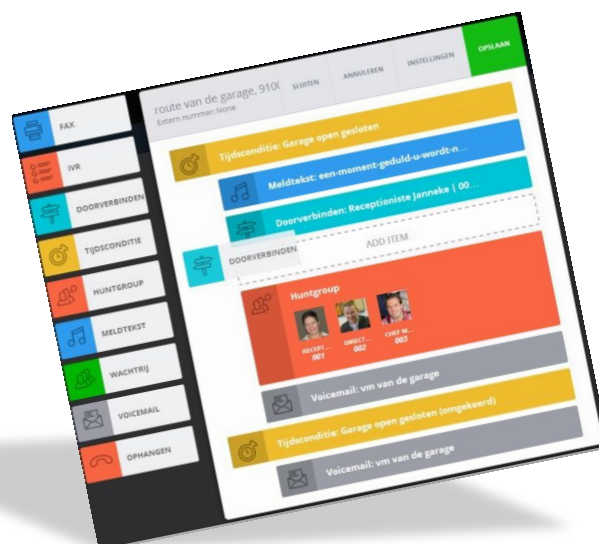 FAX
IVR
DOORVERBINDEN
TIJDSCONDITIE
HUNTGROUP
MELDTEKST
WACHTRIJ
VOICEMAIL
OPHANGEN
route van de garage, 910
Extern nummer: None
SLUITEN
ANNULEREN
INSTELLINGEN
OPSLAAN
Tijdsconditie: Garage open gesloten
Meldtekst: een-moment-geduld-u-wordt-n...
Doorverbinden: Receptioniste Janneke | 00...
DOORVERBINDEN
ADD ITEM
Huntgroup
RECEPT...
001
DIRECT...
002
CHEF W...
003
Voicemail: vm van de garage
Tijdsconditie: Garage open gesloten (omgekeerd)
Voicemail: vm van de garage